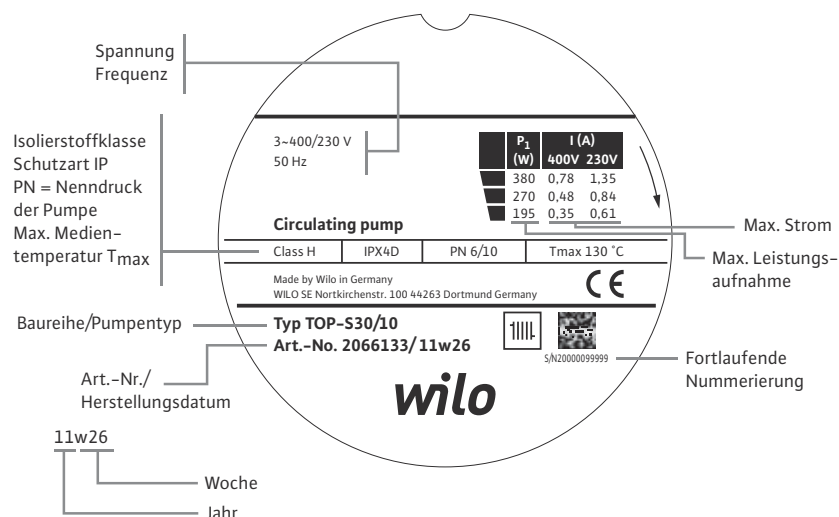 Spannung
Frequenz
Isolierstoffklasse
Schutzart IP
PN = Nenndruck
der Pumpe
Max. Medien-
temperatur Tmax
3~400/230 V
50 Hz
P1 I (A)
(W) 400V 230V
380 0,78 1,35
270 0,48 0,84
195 0,35 0,61
Max. Strom
Max. Leistungs-
aufnahme
Circulating pump
Class H IPX4D PN 6/10 Tmax 130 °C
Made by Wilo in Germany
WILO SE Nortkirchenstr. 100 44263 Dortmund Germany
CE
Baureihe/Pumpentyp
Typ TOP-S30/10
Art.-No. 2066133/11w26
S/N20000099999
Fortlaufende
Nummerierung
Art.-Nr./
Herstellungsdatum
wilo
11w26
Woche
Jahr